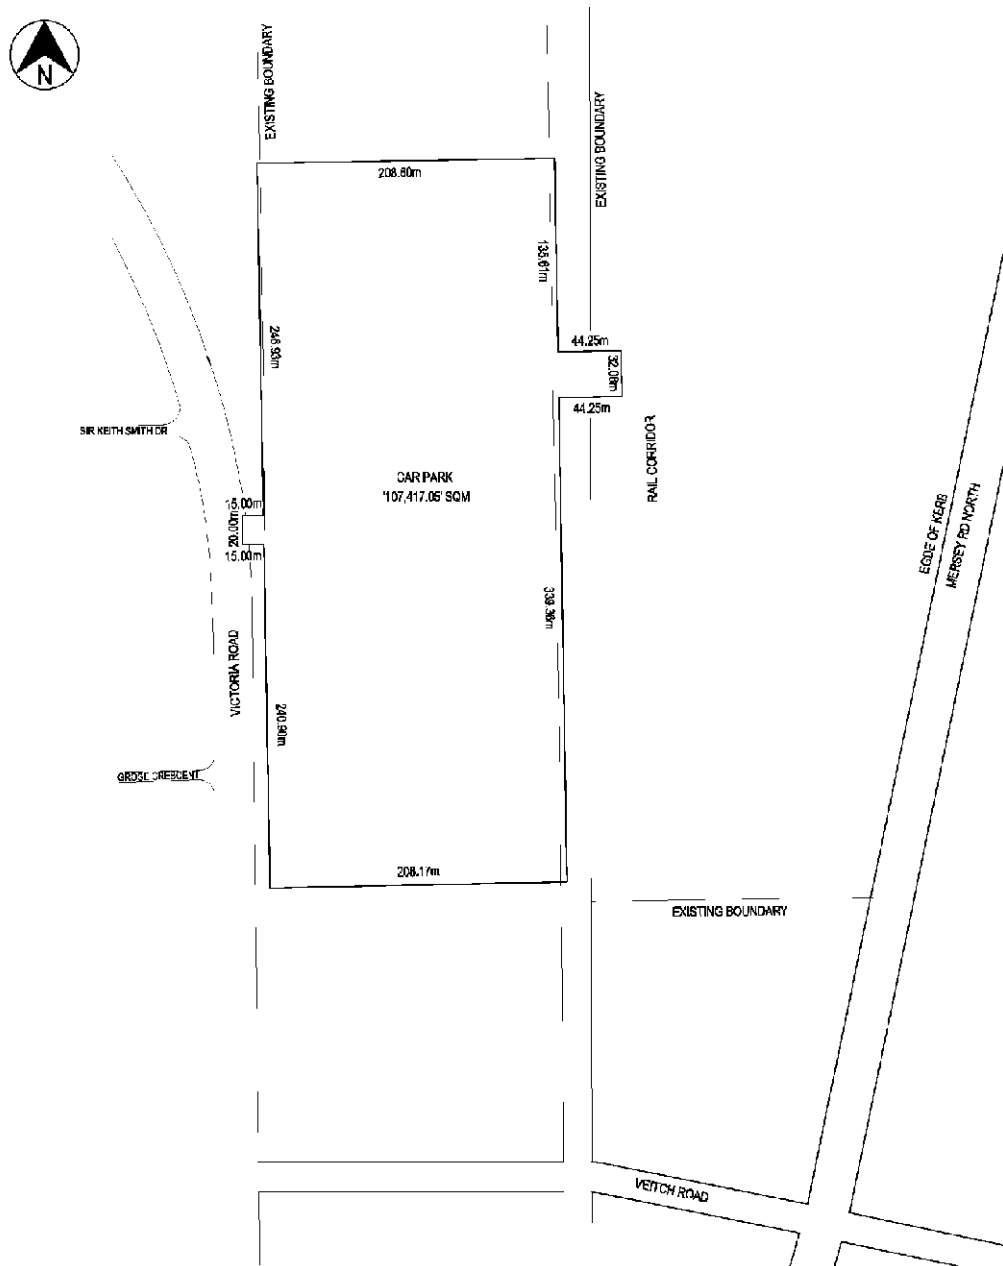 N
EXISTING BOUNDARY
EXISTING BOUNDARY
208.60m
135.61m
246.93m
44.25m
32.08m
44.25m
SIR KEITH SMITH DR
RAIL CORRIDOR
CAR PARK
'107,417.05' SQM
15.00m
20.00m
15.00m
EGDE OF KERB
MERSEY RD NORTH
339.36m
VICTORIA ROAD
240.90m
GROSE CRESCENT
208.17m
EXISTING BOUNDARY
VEITCH ROAD